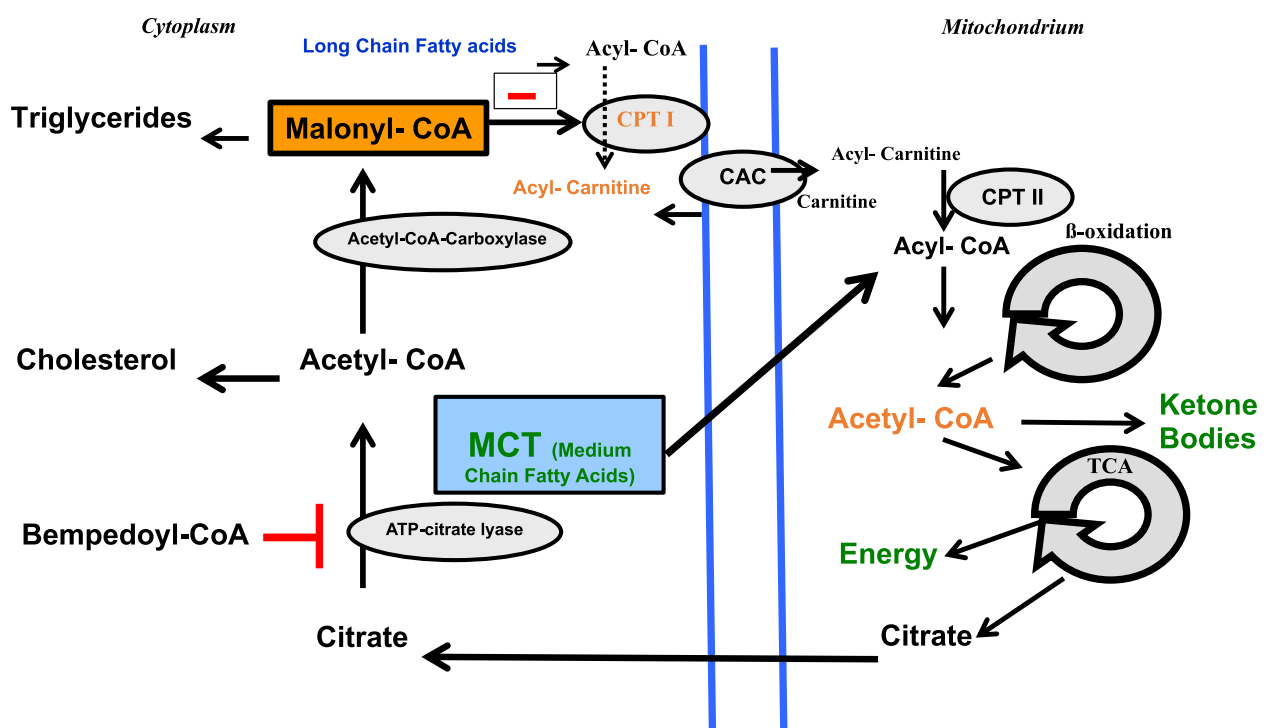 Cytoplasm
Mitochondrium
Long Chain Fatty acids
Acyl- CoA
Triglycerides
Malonyl- CoA
CPT I
Acyl- Carnitine
CAC
Acyl- Carnitine
Carnitine
CPT II
Acetyl-CoA-Carboxylase
Acyl- CoA
ß-oxidation
Cholesterol
Acetyl- CoA
MCT (Medium
Chain Fatty Acids)
Acetyl- CoA
Ketone
Bodies
TCA
Bempedoyl-CoA
ATP-citrate lyase
Energy
Citrate
Citrate